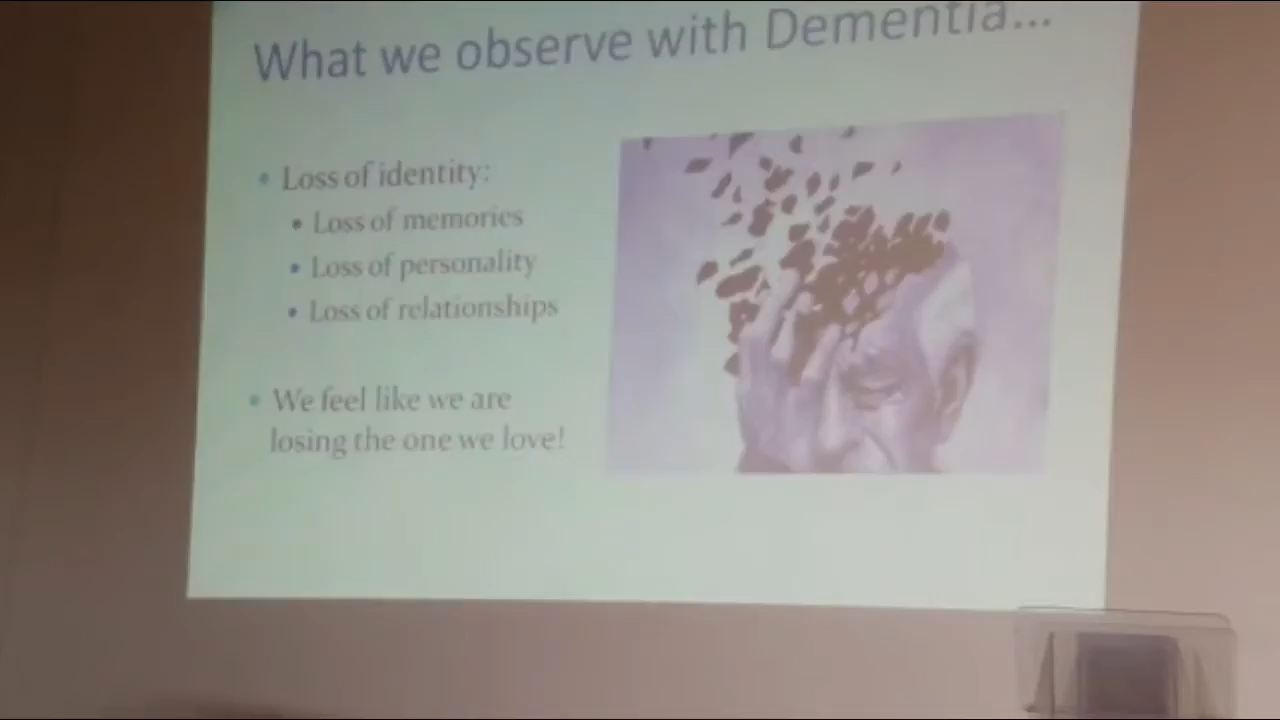 What we observe with Dementia...
• Loss of identity:
• Loss of memories
• Loss of personality
• Loss of relationships
• We feel like we are
losing the one we love!